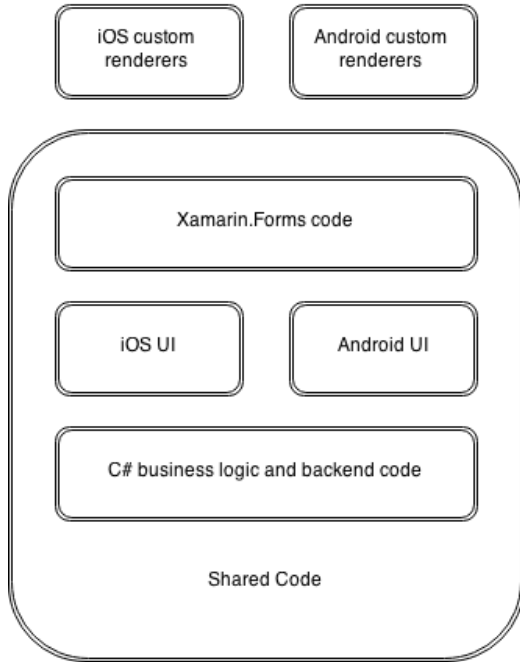 iOS custom
renderers
Android custom
renderers
Xamarin.Forms code
iOS UI
Android UI
C# business logic and backend code
Shared Code